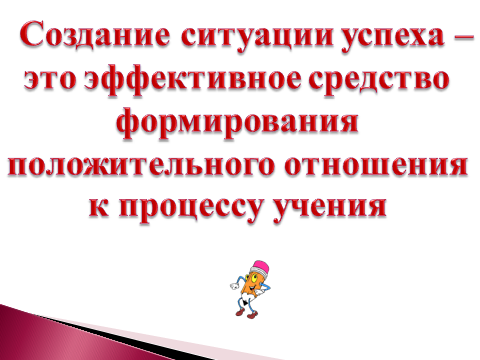 Создание ситуации успеха –
это эффективное средство
формирования
положительного отношения
к процессу учения